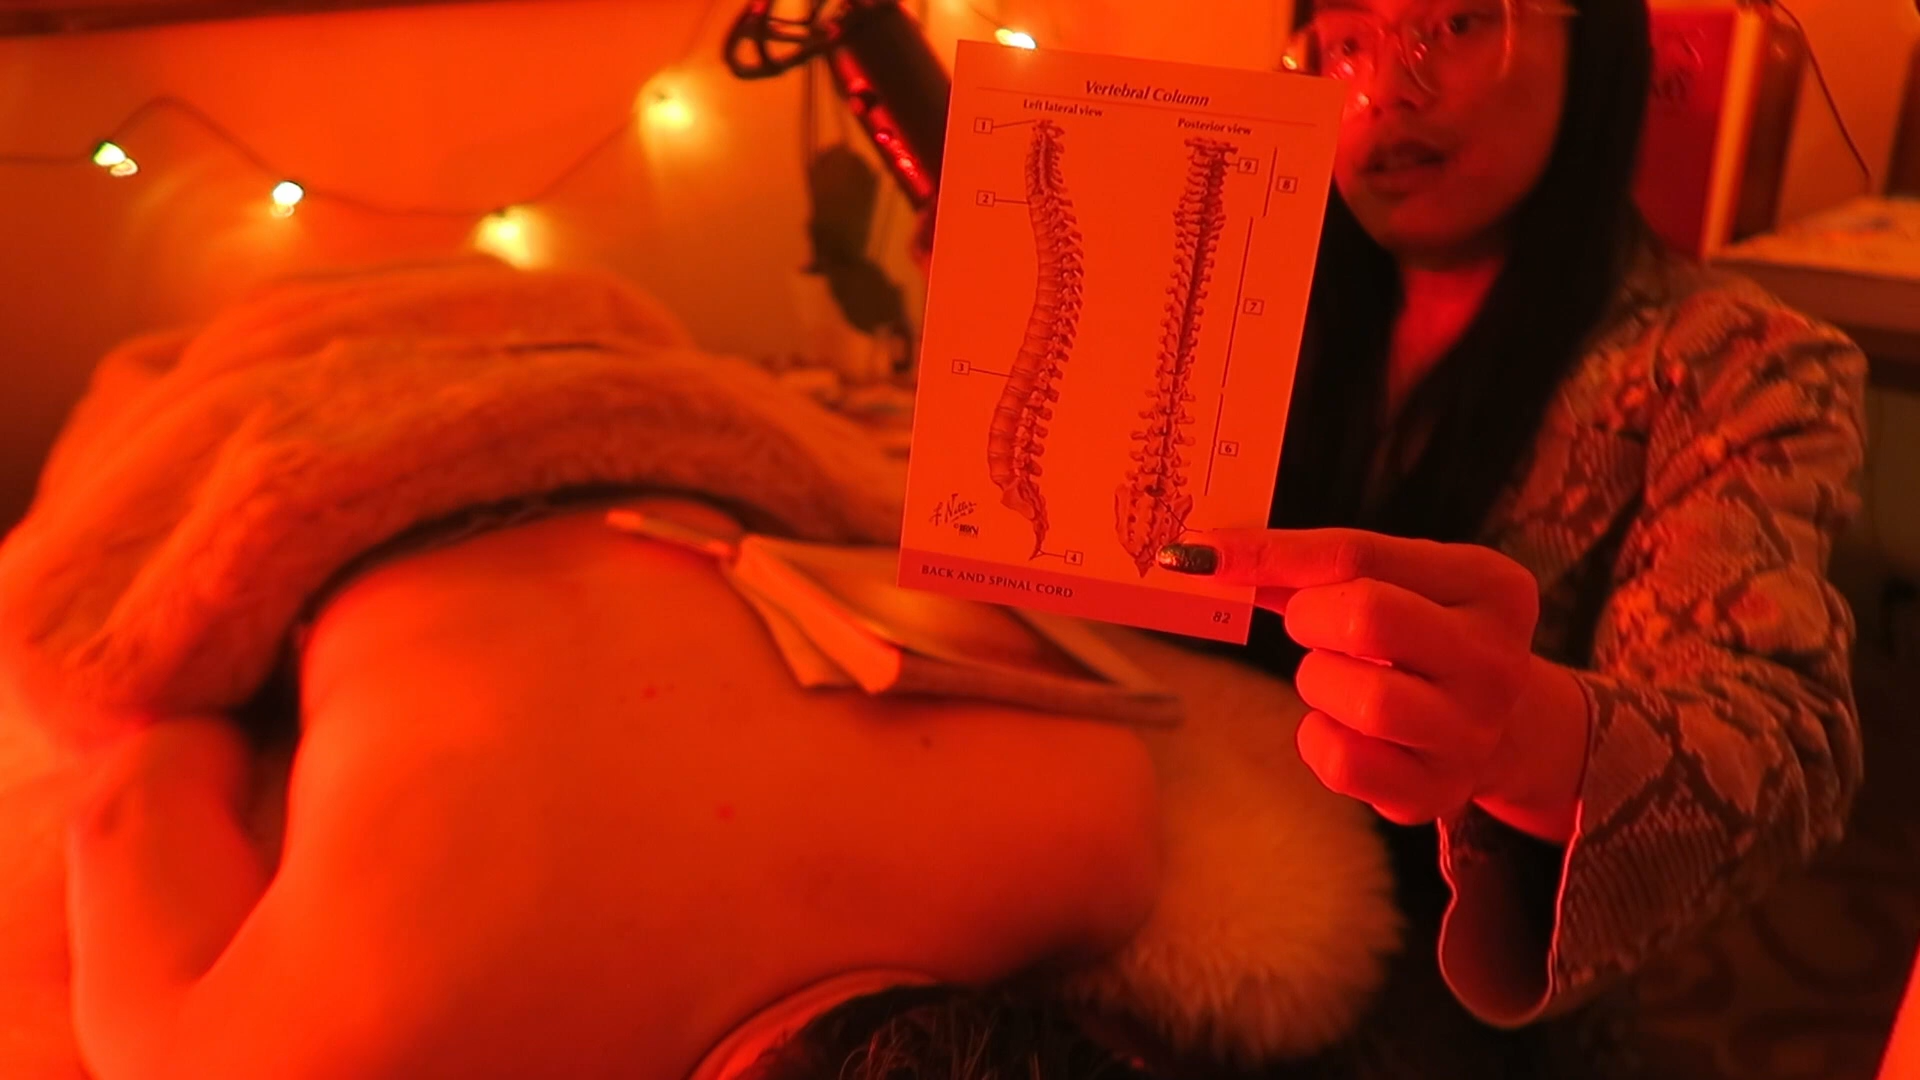 Vertebral Column
Left lateral view
Posterior view
1
9
8
2
7
3
6
F. Netter
4
BACK AND SPINAL CORD
82